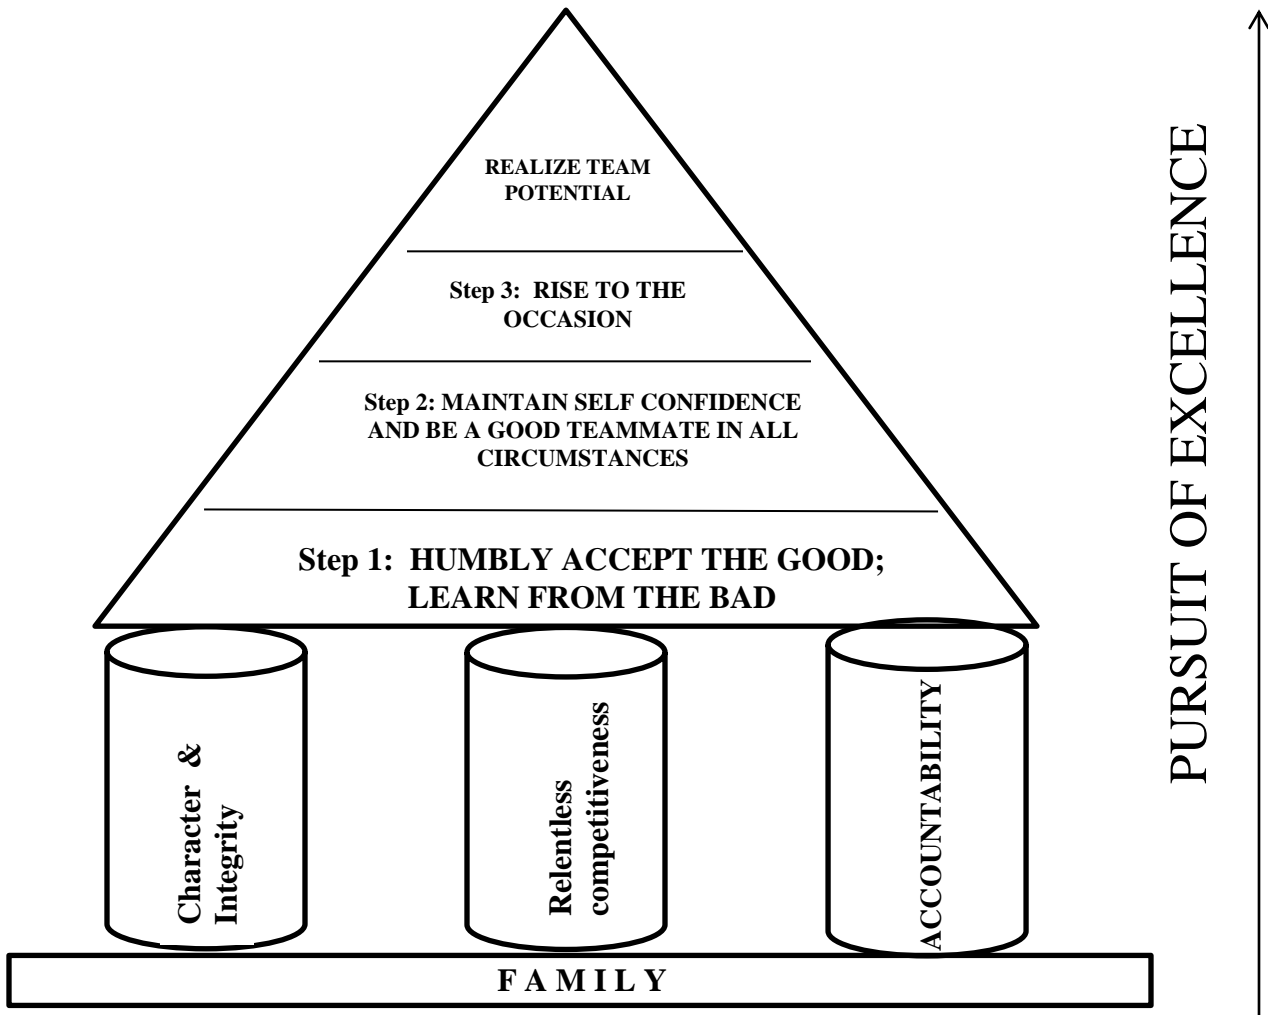 REALIZE TEAM
POTENTIAL
Step 3: RISE TO THE
OCCASION
Step 2: MAINTAIN SELF CONFIDENCE
AND BE A GOOD TEAMMATE IN ALL
CIRCUMSTANCES
Step 1: HUMBLY ACCEPT THE GOOD;
LEARN FROM THE BAD
Character &
Integrity
Relentless
competitiveness
ACCOUNTABILITY
F A M I L Y
PURSUIT OF EXCELLENCE